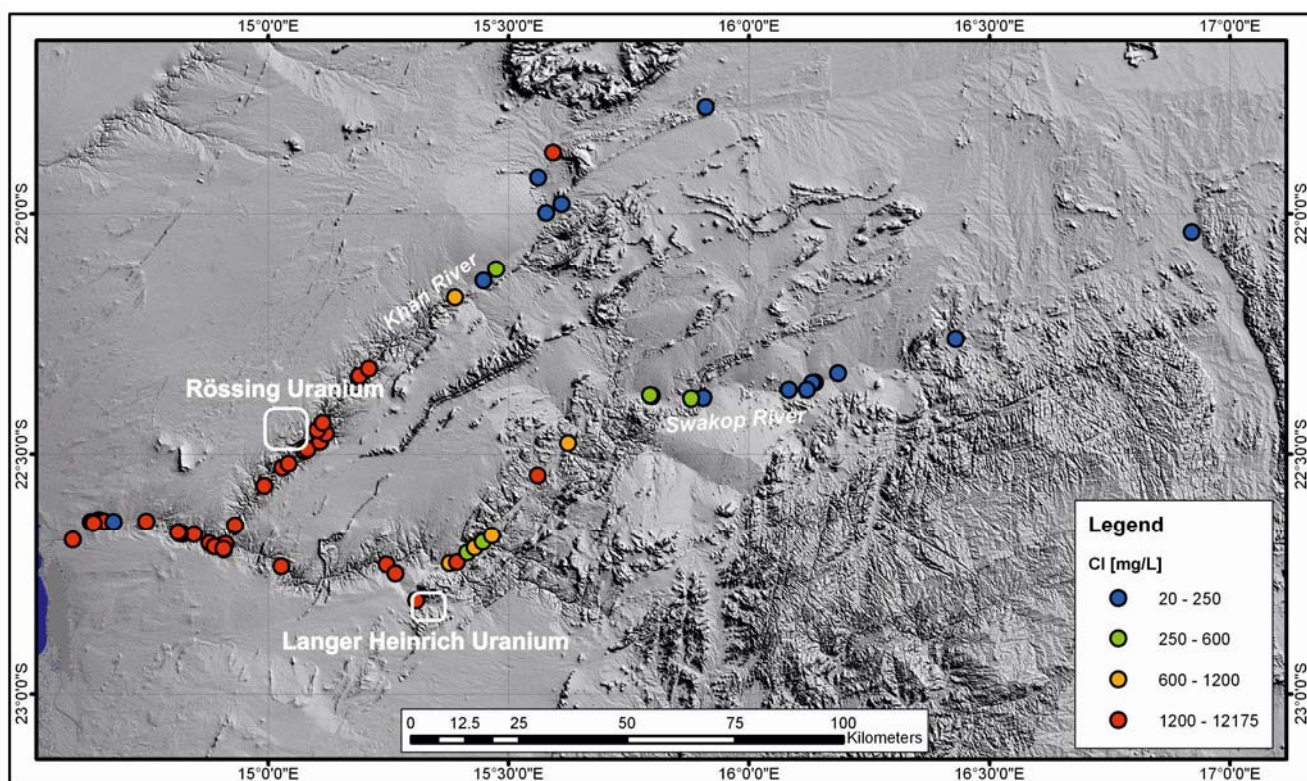 15°0'0"E 15°30'0"E 16°0'0"E 16°30'0"E 17°0'0"E
22°0'0"S 22°0'0"S
Khan River
Rössing Uranium
Swakop River
22°30'0"S 22°30'0"S
Langer Heinrich Uranium
23°0'0"S 23°0'0"S
Legend
Cl [mg/L]
20 - 250
250 - 600
600 - 1200
1200 - 12175
0 12.5 25 50 75 100
Kilometers
15°0'0"E 15°30'0"E 16°0'0"E 16°30'0"E 17°0'0"E